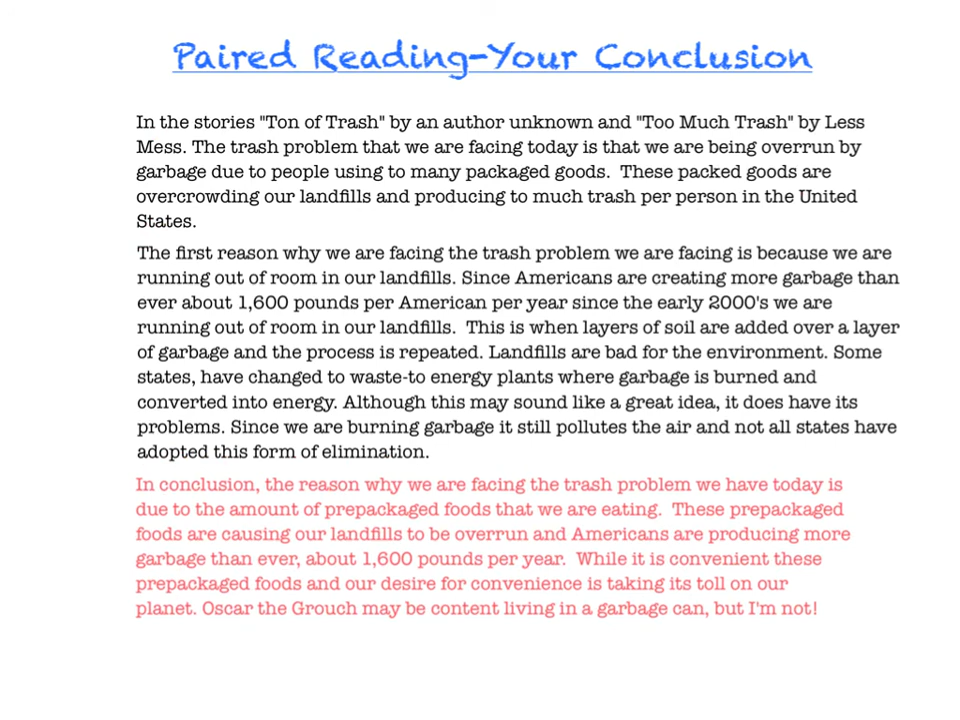 Paired Reading-Your Conclusion
In the stories "Ton of Trash" by an author unknown and "Too Much Trash" by Less
Mess. The trash problem that we are facing today is that we are being overrun by
garbage due to people using to many packaged goods.  These packed goods are
overcrowding our landfills and producing to much trash per person in the United
States.
The first reason why we are facing the trash problem we are facing is because we are
running out of room in our landfills. Since Americans are creating more garbage than
ever about 1,600 pounds per American per year since the early 2000's we are
running out of room in our landfills.  This is when layers of soil are added over a layer
of garbage and the process is repeated. Landfills are bad for the environment. Some
states, have changed to waste-to energy plants where garbage is burned and
converted into energy. Although this may sound like a great idea, it does have its
problems. Since we are burning garbage it still pollutes the air and not all states have
adopted this form of elimination.
In conclusion, the reason why we are facing the trash problem we have today is
due to the amount of prepackaged foods that we are eating.  These prepackaged
foods are causing our landfills to be overrun and Americans are producing more
garbage than ever, about 1,600 pounds per year.  While it is convenient these
prepackaged foods and our desire for convenience is taking its toll on our
planet. Oscar the Grouch may be content living in a garbage can, but I'm not!